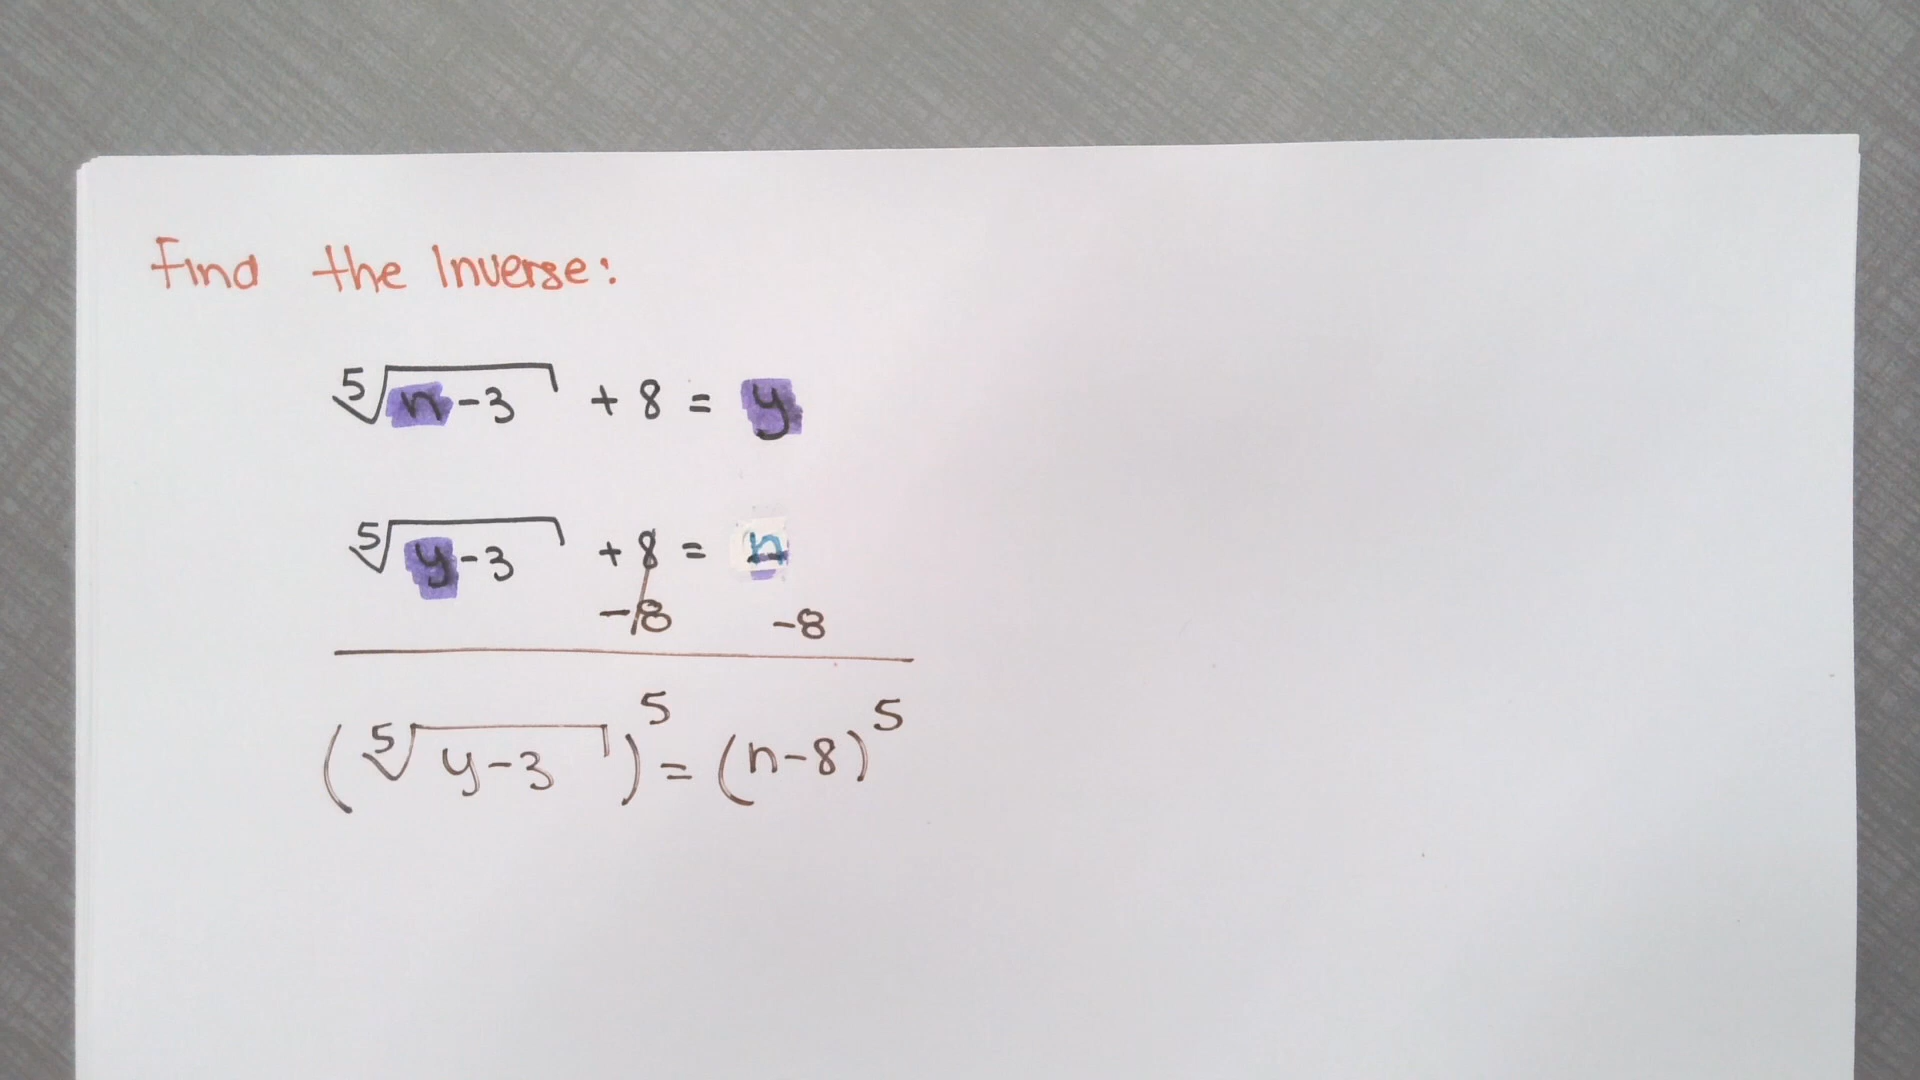 Find the Inverse:
⁵√(n-3) + 8 = y
⁵√(y-3) + 8 = n
-8 -8
(⁵√(y-3))⁵ = (n-8)⁵